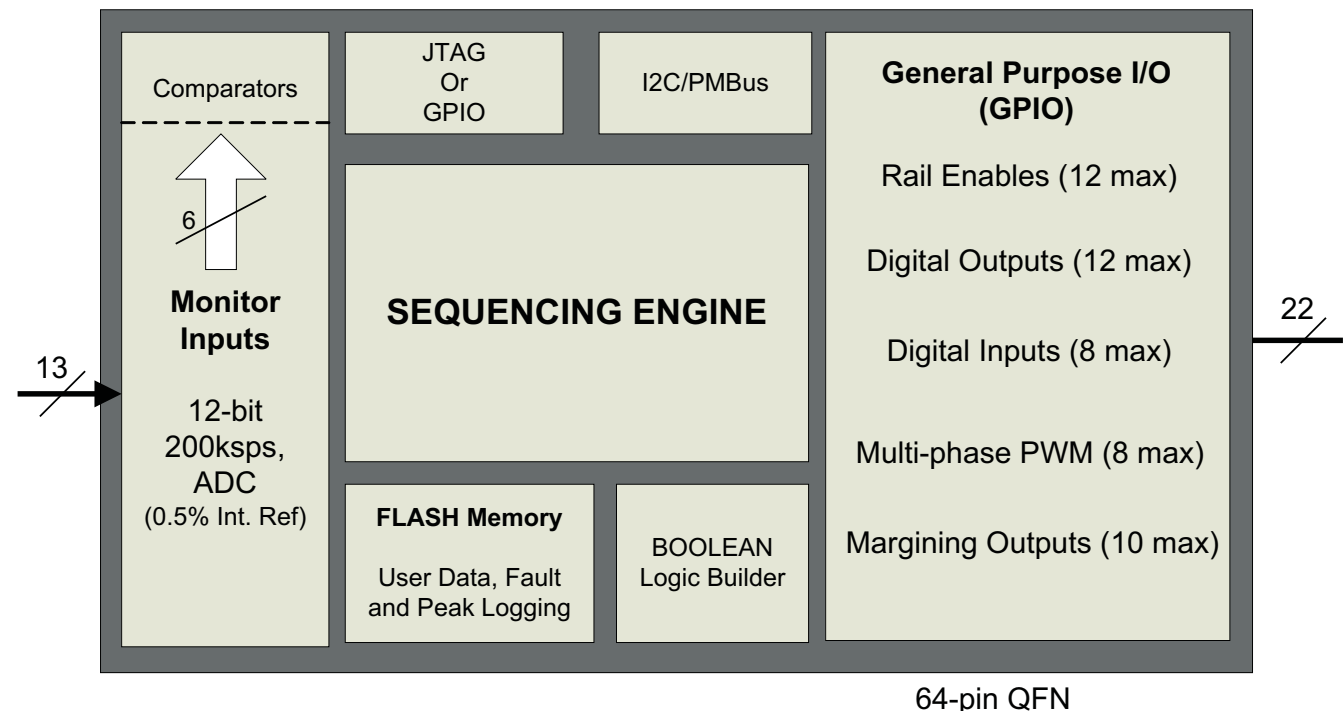 Comparators
6
Monitor
Inputs
12-bit
200ksps,
ADC
(0.5% Int. Ref)
13
JTAG
Or
GPIO
I2C/PMBus
SEQUENCING ENGINE
FLASH Memory
User Data, Fault
and Peak Logging
BOOLEAN
Logic Builder
General Purpose I/O
(GPIO)
Rail Enables (12 max)
Digital Outputs (12 max)
Digital Inputs (8 max)
Multi-phase PWM (8 max)
Margining Outputs (10 max)
22
64-pin QFN